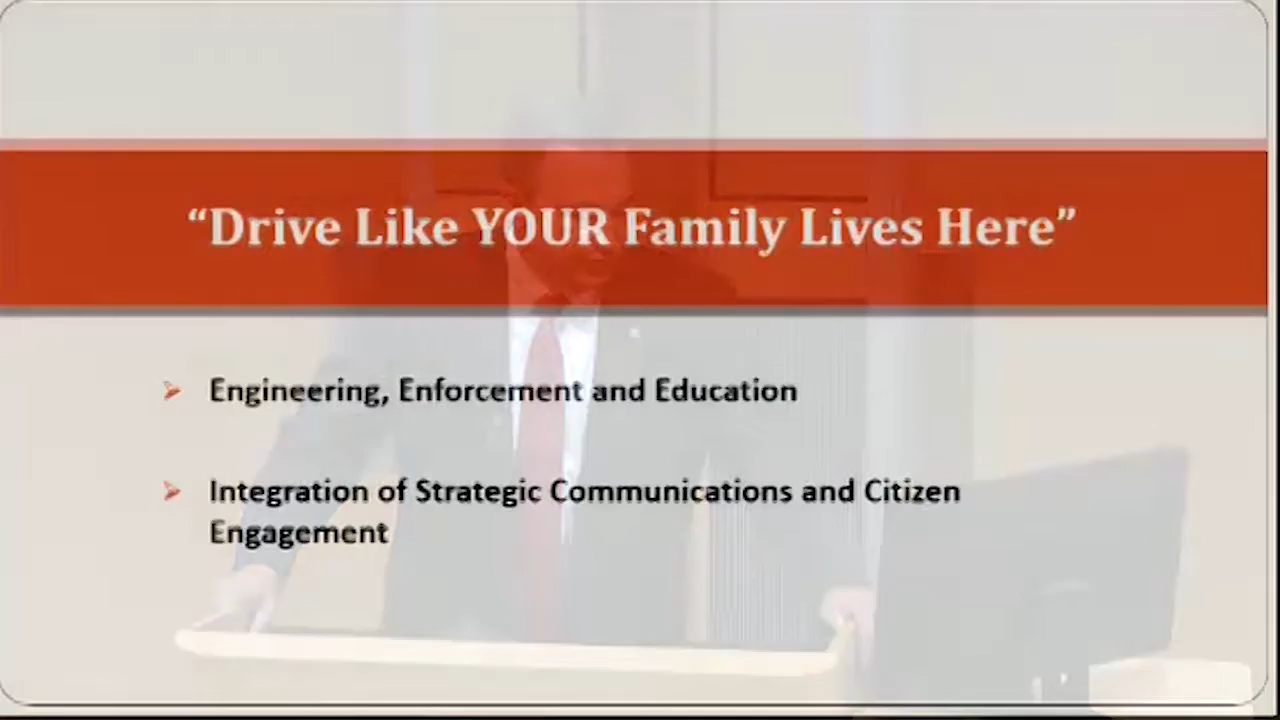 “Drive Like YOUR Family Lives Here”
Engineering, Enforcement and Education
Integration of Strategic Communications and Citizen
Engagement